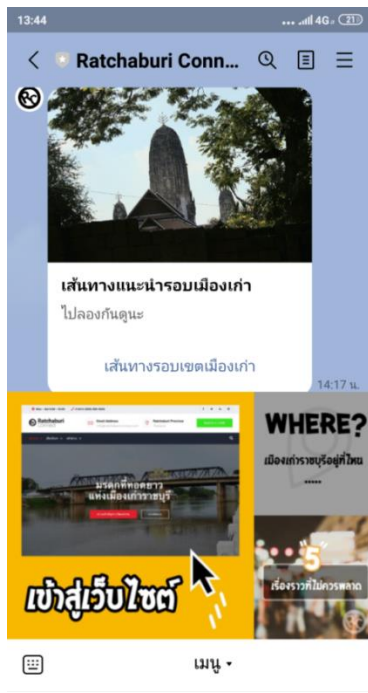 13:44
4G
31
Ratchaburi Conn...
เส้นทางแนะนำรอบเมืองเก่า
ไปลองกันดูนะ
เส้นทางรอบเขตเมืองเก่า
14:17 น.
Ratchaburi
มรดกที่ทอดยาว
แห่งเมืองเก่าราชบุรี
เข้าสู่เว็บไซต์
WHERE?
เมืองเก่าราชบุรีอยู่ที่ไหน
.....
"5"
เรื่องราวที่ไม่ควรพลาด
เมนู